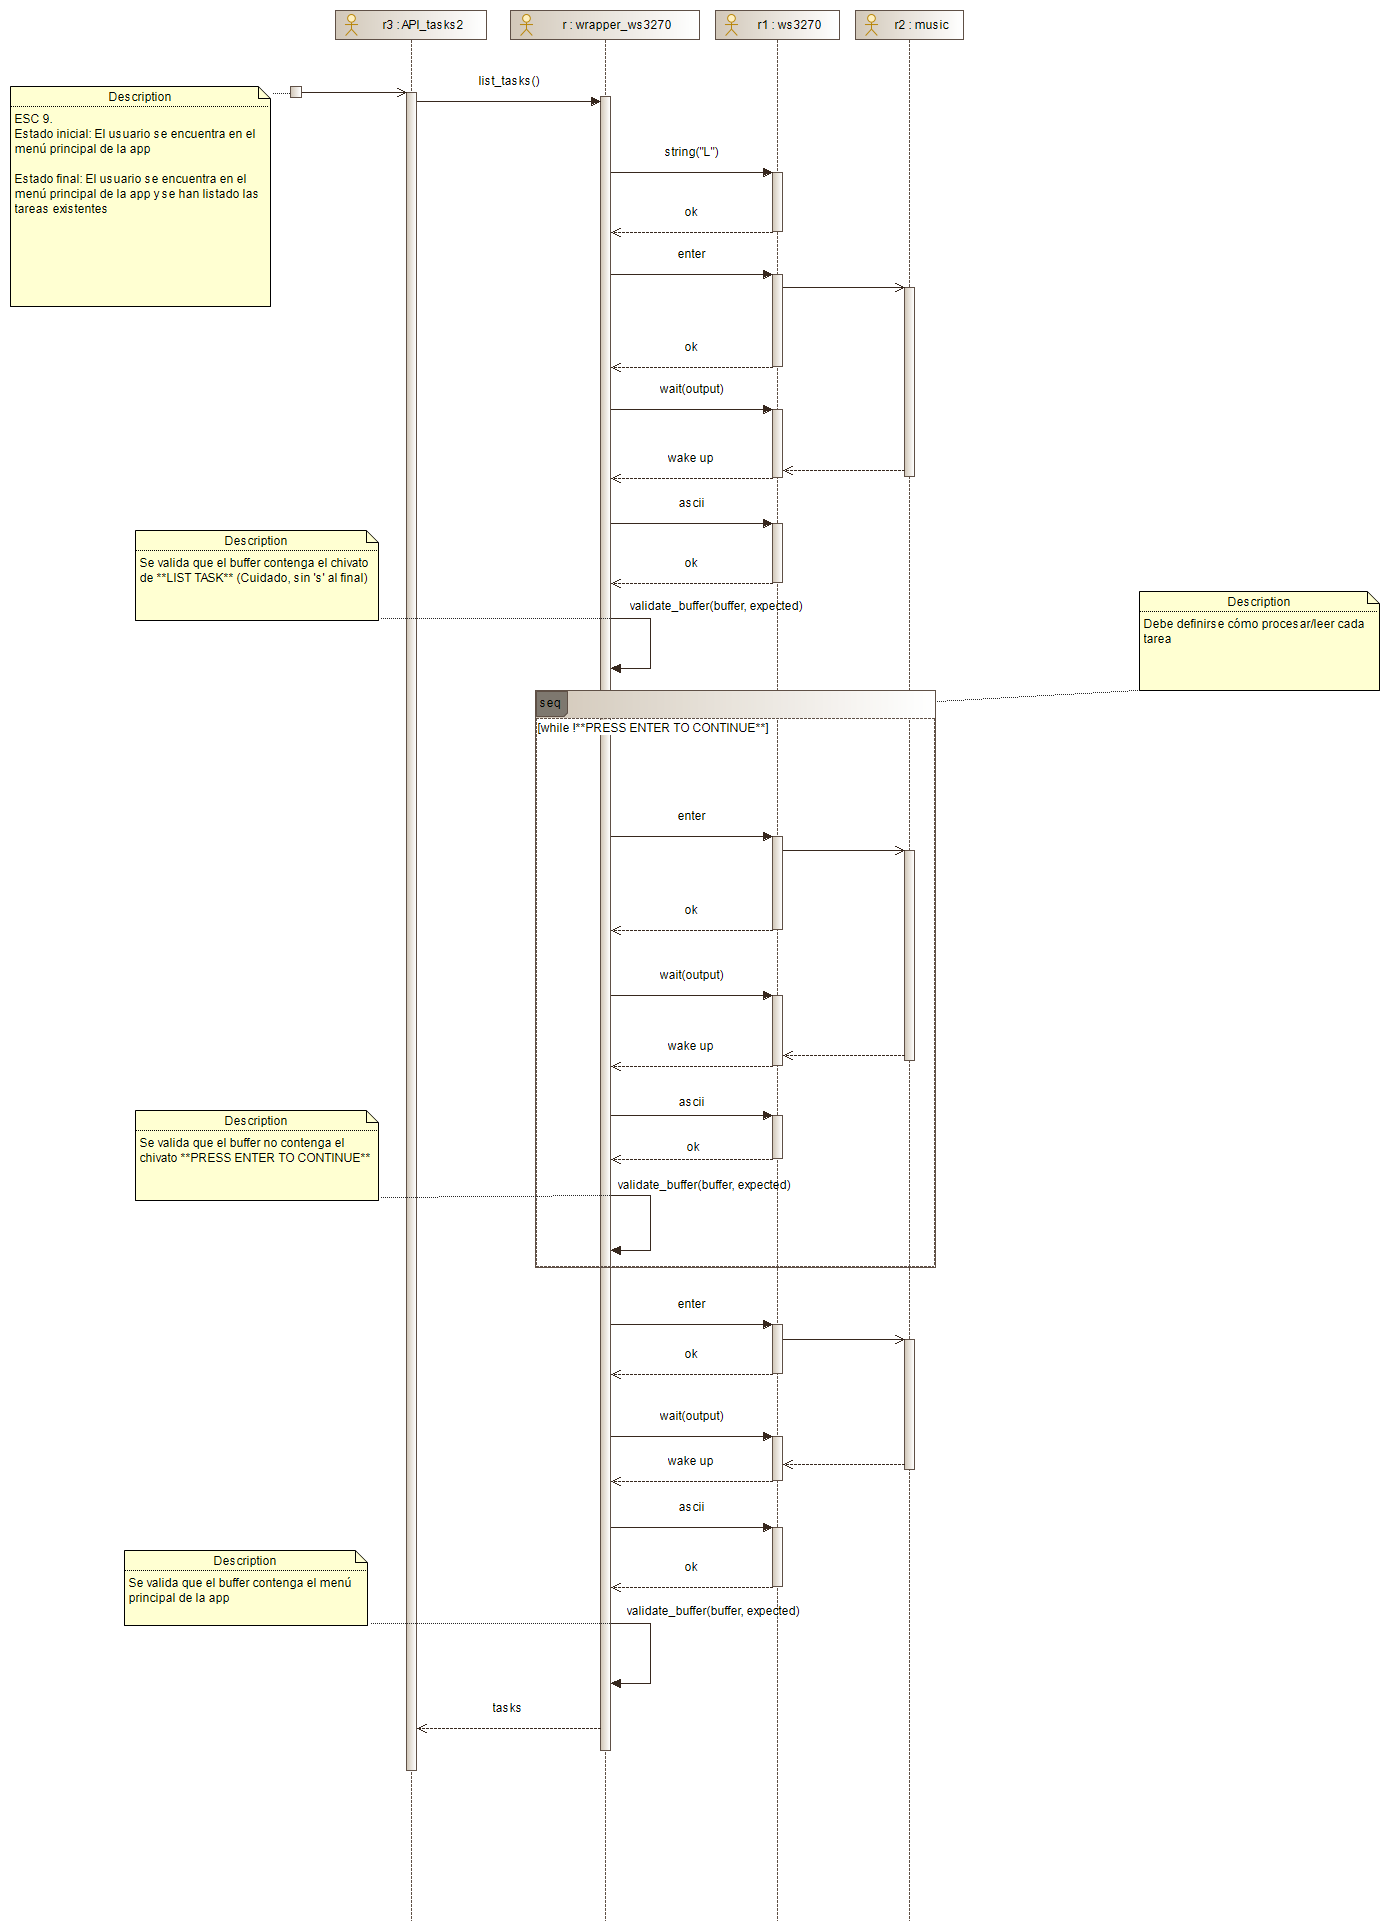 r3 : API_tasks2
r : wrapper_ws3270
r1 : ws3270
r2 : music
list_tasks()
Description
ESC 9.
Estado inicial: El usuario se encuentra en el
menú principal de la app
Estado final: El usuario se encuentra en el
menú principal de la app y se han listado las
tareas existentes
string("L")
ok
enter
ok
wait(output)
wake up
ascii
Description
Se valida que el buffer contenga el chivato
de **LIST TASK** (Cuidado, sin 's' al final)
ok
validate_buffer(buffer, expected)
Description
Debe definirse cómo procesar/leer cada
tarea
seq
[while !**PRESS ENTER TO CONTINUE**]
enter
ok
wait(output)
wake up
ascii
Description
Se valida que el buffer no contenga el
chivato **PRESS ENTER TO CONTINUE**
ok
validate_buffer(buffer, expected)
enter
ok
wait(output)
wake up
ascii
Description
Se valida que el buffer contenga el menú
principal de la app
ok
validate_buffer(buffer, expected)
tasks